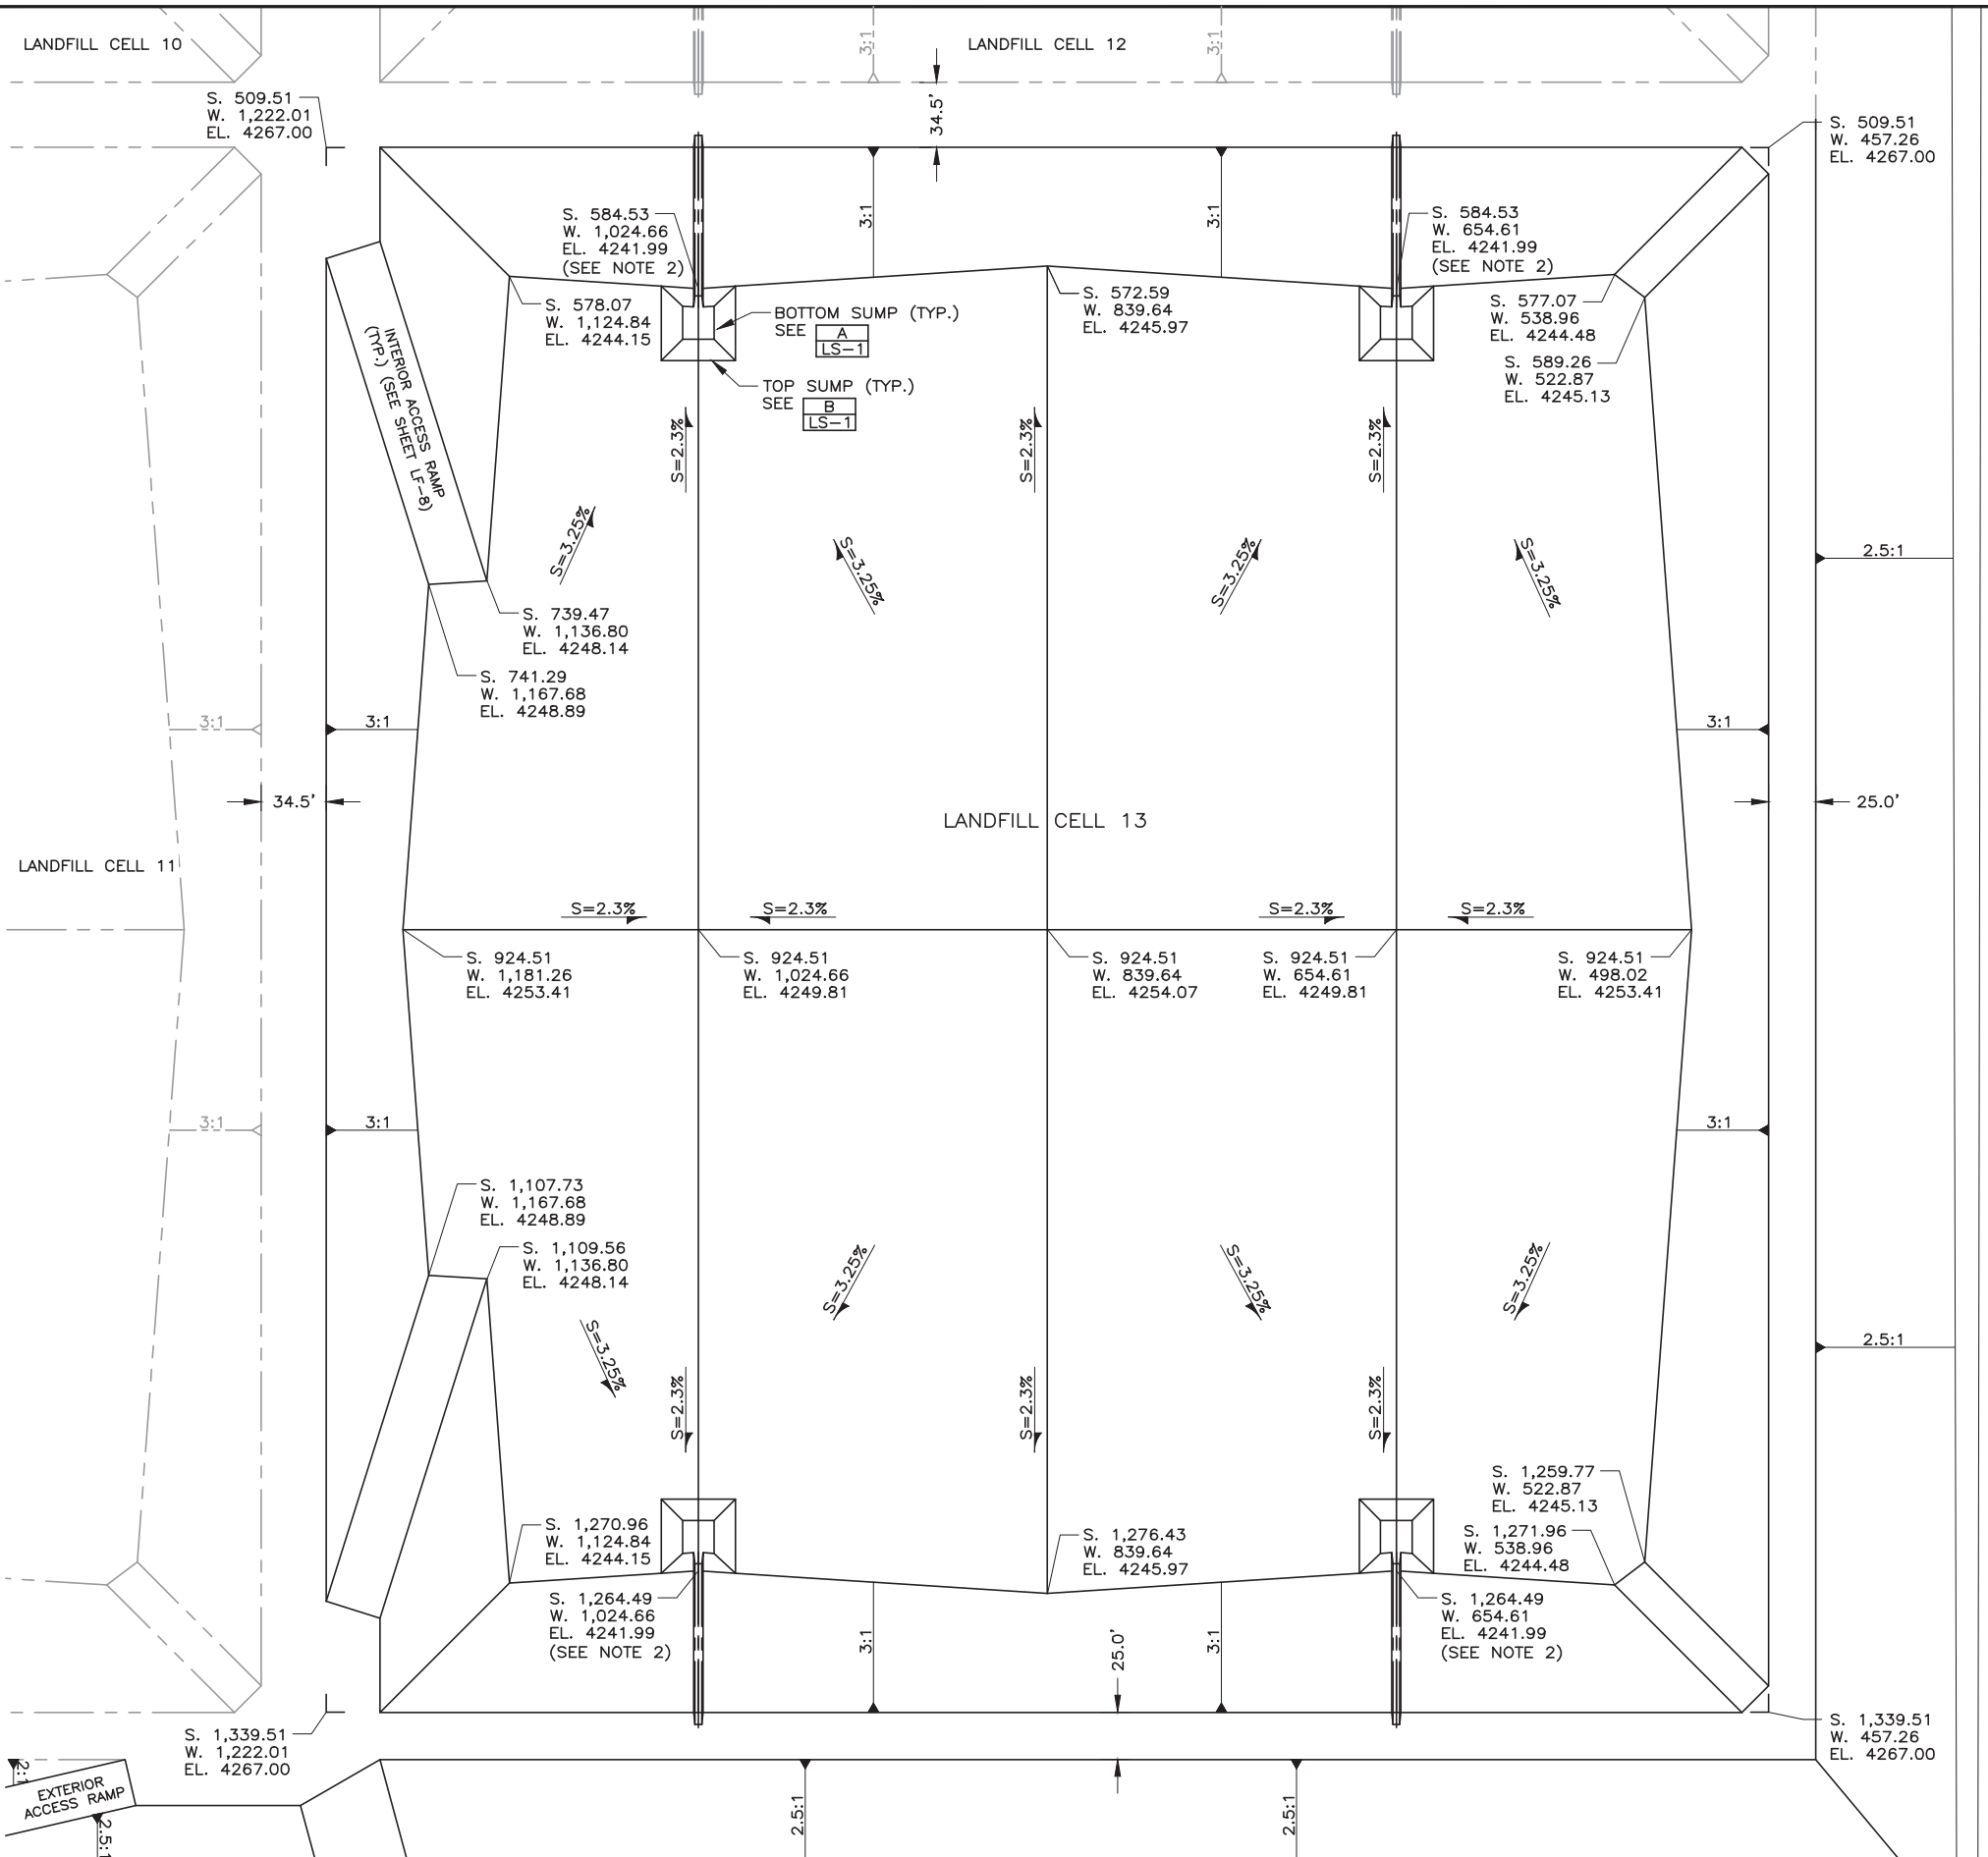 LANDFILL CELL 10
LANDFILL CELL 12
3:1
3:1
34.5'
S. 509.51
W. 1,222.01
EL. 4267.00
S. 509.51
W. 457.26
EL. 4267.00
S. 584.53
W. 1,024.66
EL. 4241.99
(SEE NOTE 2)
3:1
3:1
S. 584.53
W. 654.61
EL. 4241.99
(SEE NOTE 2)
S. 578.07
W. 1,124.84
EL. 4244.15
BOTTOM SUMP (TYP.)
SEE A
LS-1
S. 572.59
W. 839.64
EL. 4245.97
S. 577.07
W. 538.96
EL. 4244.48
S. 589.26
W. 522.87
EL. 4245.13
TOP SUMP (TYP.)
SEE B
LS-1
INTERIOR ACCESS RAMP
(TYP.) (SEE SHEET LF-8)
S=2.3%
S=2.3%
S=2.3%
S=3.25%
S=3.25%
S=3.25%
S=3.25%
2.5:1
S. 739.47
W. 1,136.80
EL. 4248.14
S. 741.29
W. 1,167.68
EL. 4248.89
3:1
3:1
3:1
34.5'
25.0'
LANDFILL CELL 13
LANDFILL CELL 11
S=2.3%
S=2.3%
S=2.3%
S=2.3%
S. 924.51
W. 1,181.26
EL. 4253.41
S. 924.51
W. 1,024.66
EL. 4249.81
S. 924.51
W. 839.64
EL. 4254.07
S. 924.51
W. 654.61
EL. 4249.81
S. 924.51
W. 498.02
EL. 4253.41
3:1
3:1
3:1
S. 1,107.73
W. 1,167.68
EL. 4248.89
S. 1,109.56
W. 1,136.80
EL. 4248.14
S=3.25%
S=3.25%
S=3.25%
S=3.25%
2.5:1
S=2.3%
S=2.3%
S=2.3%
S. 1,259.77
W. 522.87
EL. 4245.13
S. 1,270.96
W. 1,124.84
EL. 4244.15
S. 1,276.43
W. 839.64
EL. 4245.97
S. 1,271.96
W. 538.96
EL. 4244.48
S. 1,264.49
W. 1,024.66
EL. 4241.99
(SEE NOTE 2)
3:1
25.0'
3:1
S. 1,264.49
W. 654.61
EL. 4241.99
(SEE NOTE 2)
S. 1,339.51
W. 1,222.01
EL. 4267.00
S. 1,339.51
W. 457.26
EL. 4267.00
EXTERIOR
ACCESS RAMP
2.5:1
2.5:1
2.5:1